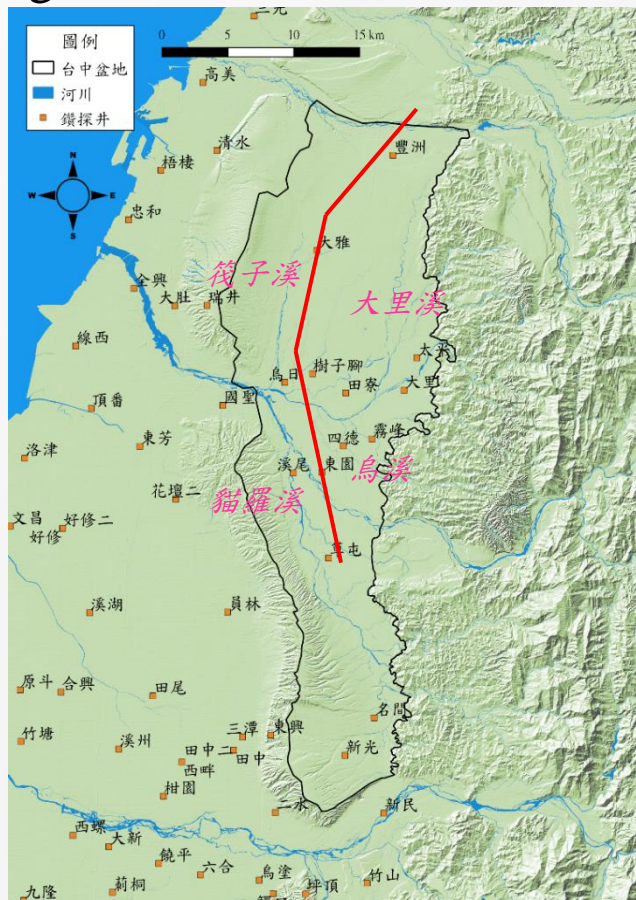 三光
圖例
台中盆地
河川
鑽探井
0 5 10 15 km
高美
豐洲
清水
梧棲
N
W E
S
忠和
大雅
筏子溪
全興
大肚
瑞井
大里溪
線西
太平
樹子腳
烏日
田寮
大里
國聖
頂番
霧峰
東芳
四德
洛津
溪尾
東園
烏溪
花壇二
貓羅溪
文昌
好修二
好修
草屯
溪湖
員林
原斗
合興
田尾
名間
三潭
東興
竹塘
溪州
田中二
田中
新光
西畔
柑園
二水
新民
西螺
大新
饒平
六合
烏塗
竹山
九隆
莿桐
坪頂